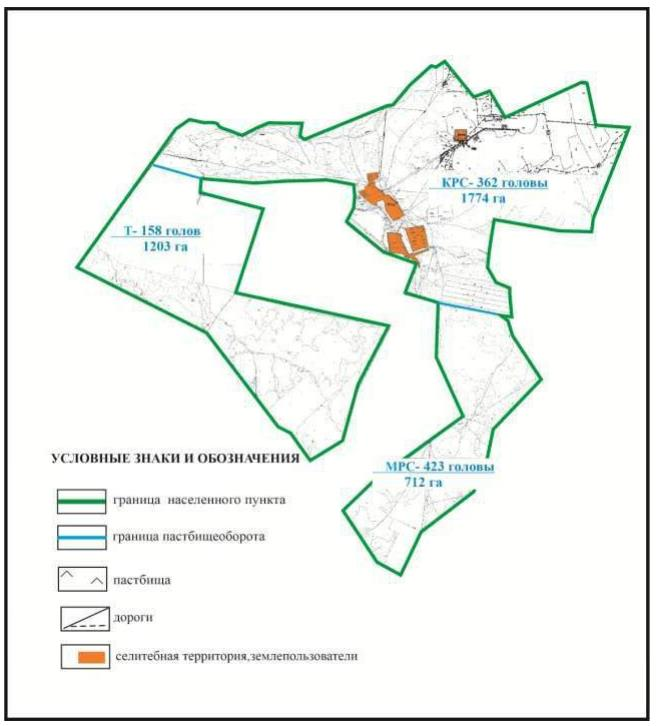 КРС- 362 головы
1774 га
Т- 158 голов
1203 га
МРС- 423 головы
712 га
УСЛОВНЫЕ ЗНАКИ И ОБОЗНАЧЕНИЯ
граница населенного пункта
граница пастбищеоборота
пастбища
дороги
селитебная территория,землепользователи